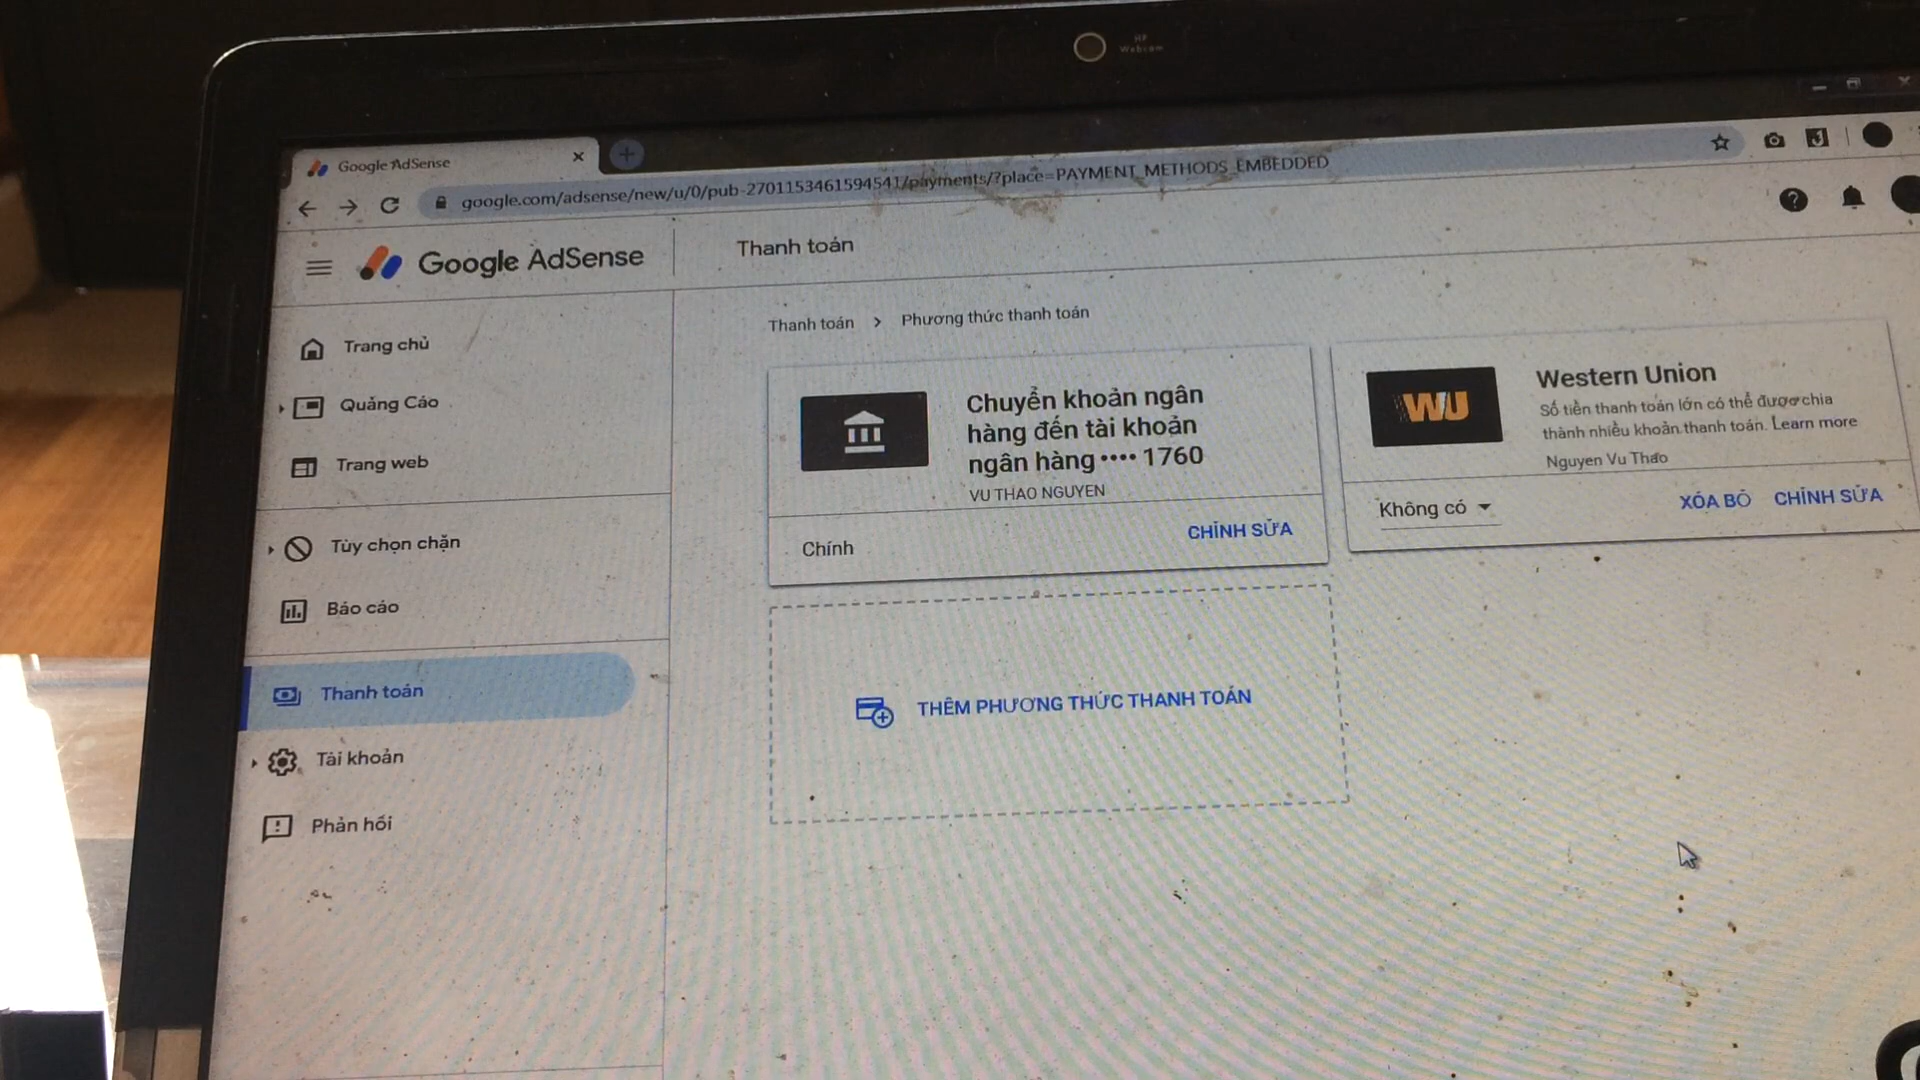 HP
Webcam
Google AdSense
google.com/adsense/new/u/0/pub-2701153461594541/payments/?place=PAYMENT_METHODS_EMBEDDED
Google AdSense
Thanh toán
Trang chủ
Quảng Cáo
Trang web
Tùy chọn chặn
Báo cáo
Thanh toán
Tài khoản
Phản hồi
Thanh toán > Phương thức thanh toán
Chuyển khoản ngân
hàng đến tài khoản
ngân hàng •••• 1760
VU THAO NGUYEN
Chính
CHỈNH SỬA
WU
Western Union
Số tiền thanh toán lớn có thể được chia
thành nhiều khoản thanh toán. Learn more
Nguyen Vu Thao
Không có
XÓA BỎ
CHỈNH SỬA
THÊM PHƯƠNG THỨC THANH TOÁN